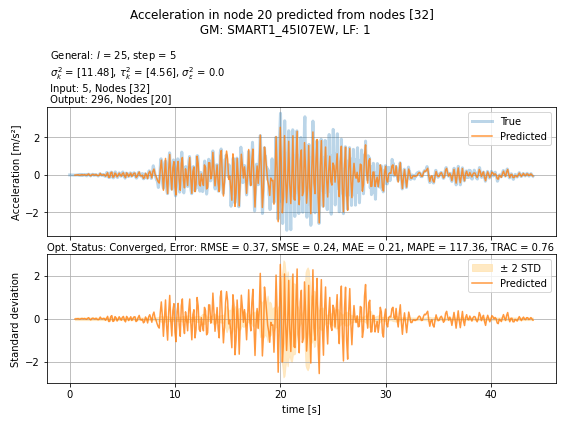 Acceleration in node 20 predicted from nodes [32]
GM: SMART1_45I07EW, LF: 1
General: l = 25, step = 5
σ²ₖ = [11.48], τ²ₖ = [4.56], σ²ε = 0.0
Input: 5, Nodes [32]
Output: 296, Nodes [20]
Acceleration [m/s²]
2
0
−2
True
Predicted
Opt. Status: Converged, Error: RMSE = 0.37, SMSE = 0.24, MAE = 0.21, MAPE = 117.36, TRAC = 0.76
Standard deviation
2
0
−2
± 2 STD
Predicted
0 10 20 30 40
time [s]